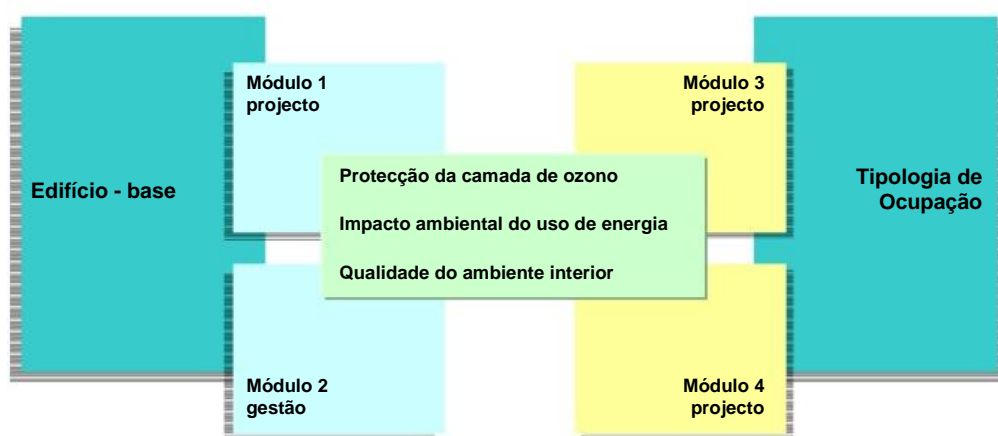 Edifício - base
Módulo 1
projecto
Módulo 2
gestão
Protecção da camada de ozono
Impacto ambiental do uso de energia
Qualidade do ambiente interior
Módulo 3
projecto
Módulo 4
projecto
Tipologia de
Ocupação